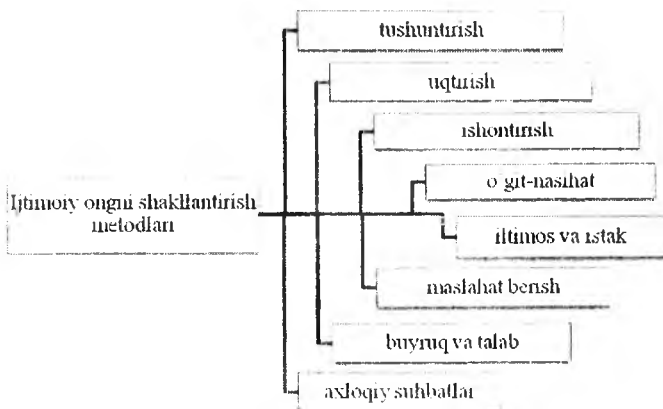 tushuntirish
uqtirish
ishontirish
o git-nasihat
Ijtimoiy ongni shakllantirish
metodlari
iltimos va istak
maslahat berish
buyruq va talab
axloqiy suhbatlar